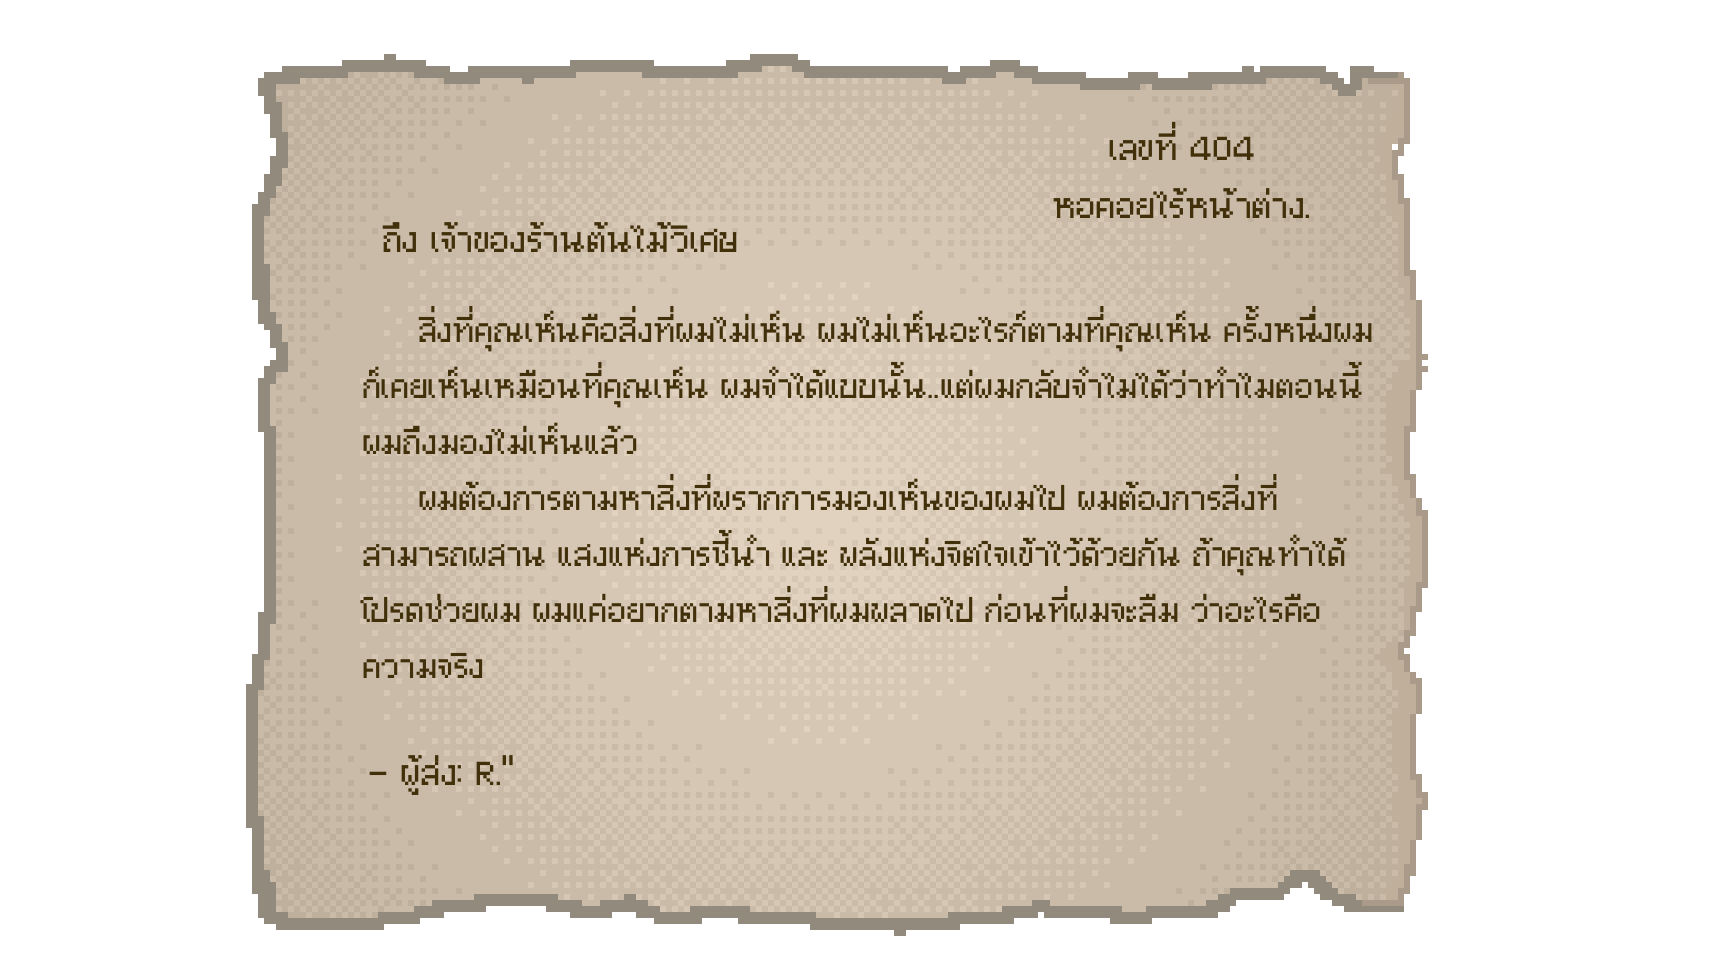 เลขที่ 404
หอคอยไร้หน้าต่าง.
ถึง เจ้าของร้านต้นไม้วิเศษ
สิ่งที่คุณเห็นคือสิ่งที่ผมไม่เห็น ผมไม่เห็นอะไรก็ตามที่คุณเห็น ครั้งหนึ่งผม
ก็เคยเห็นเหมือนที่คุณเห็น ผมจำได้แบบนั้น..แต่ผมกลับจำไม่ได้ว่าทำไมตอนนี้
ผมถึงมองไม่เห็นแล้ว
ผมต้องการตามหาสิ่งที่พรากการมองเห็นของผมไป ผมต้องการสิ่งที่
สามารถผสาน แสงแห่งการชี้นำ และ พลังแห่งจิตใจเข้าไว้ด้วยกัน ถ้าคุณทำได้
โปรดช่วยผม ผมแค่อยากตามหาสิ่งที่ผมพลาดไป ก่อนที่ผมจะลืม ว่าอะไรคือ
ความจริง
- ผู้ส่ง: R."